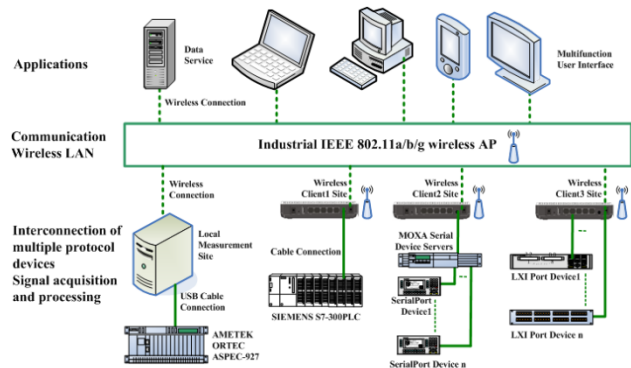 Applications
Data
Service
Multifunction
User Interface
Wireless Connection
Communication
Wireless LAN
Industrial IEEE 802.11a/b/g wireless AP
Wireless
Connection
Wireless
Client1 Site
Wireless
Client2 Site
Wireless
Client3 Site
Interconnection of
multiple protocol
devices
Signal acquisition
and processing
Local
Measurement
Site
Cable Connection
MOXA Serial
Device Servers
USB Cable
Connection
SIEMENS S7-300PLC
SerialPort
Device1
LXI Port Device1
AMETEK
ORTEC
ASPEC-927
SerialPort Device n
LXI Port Device n